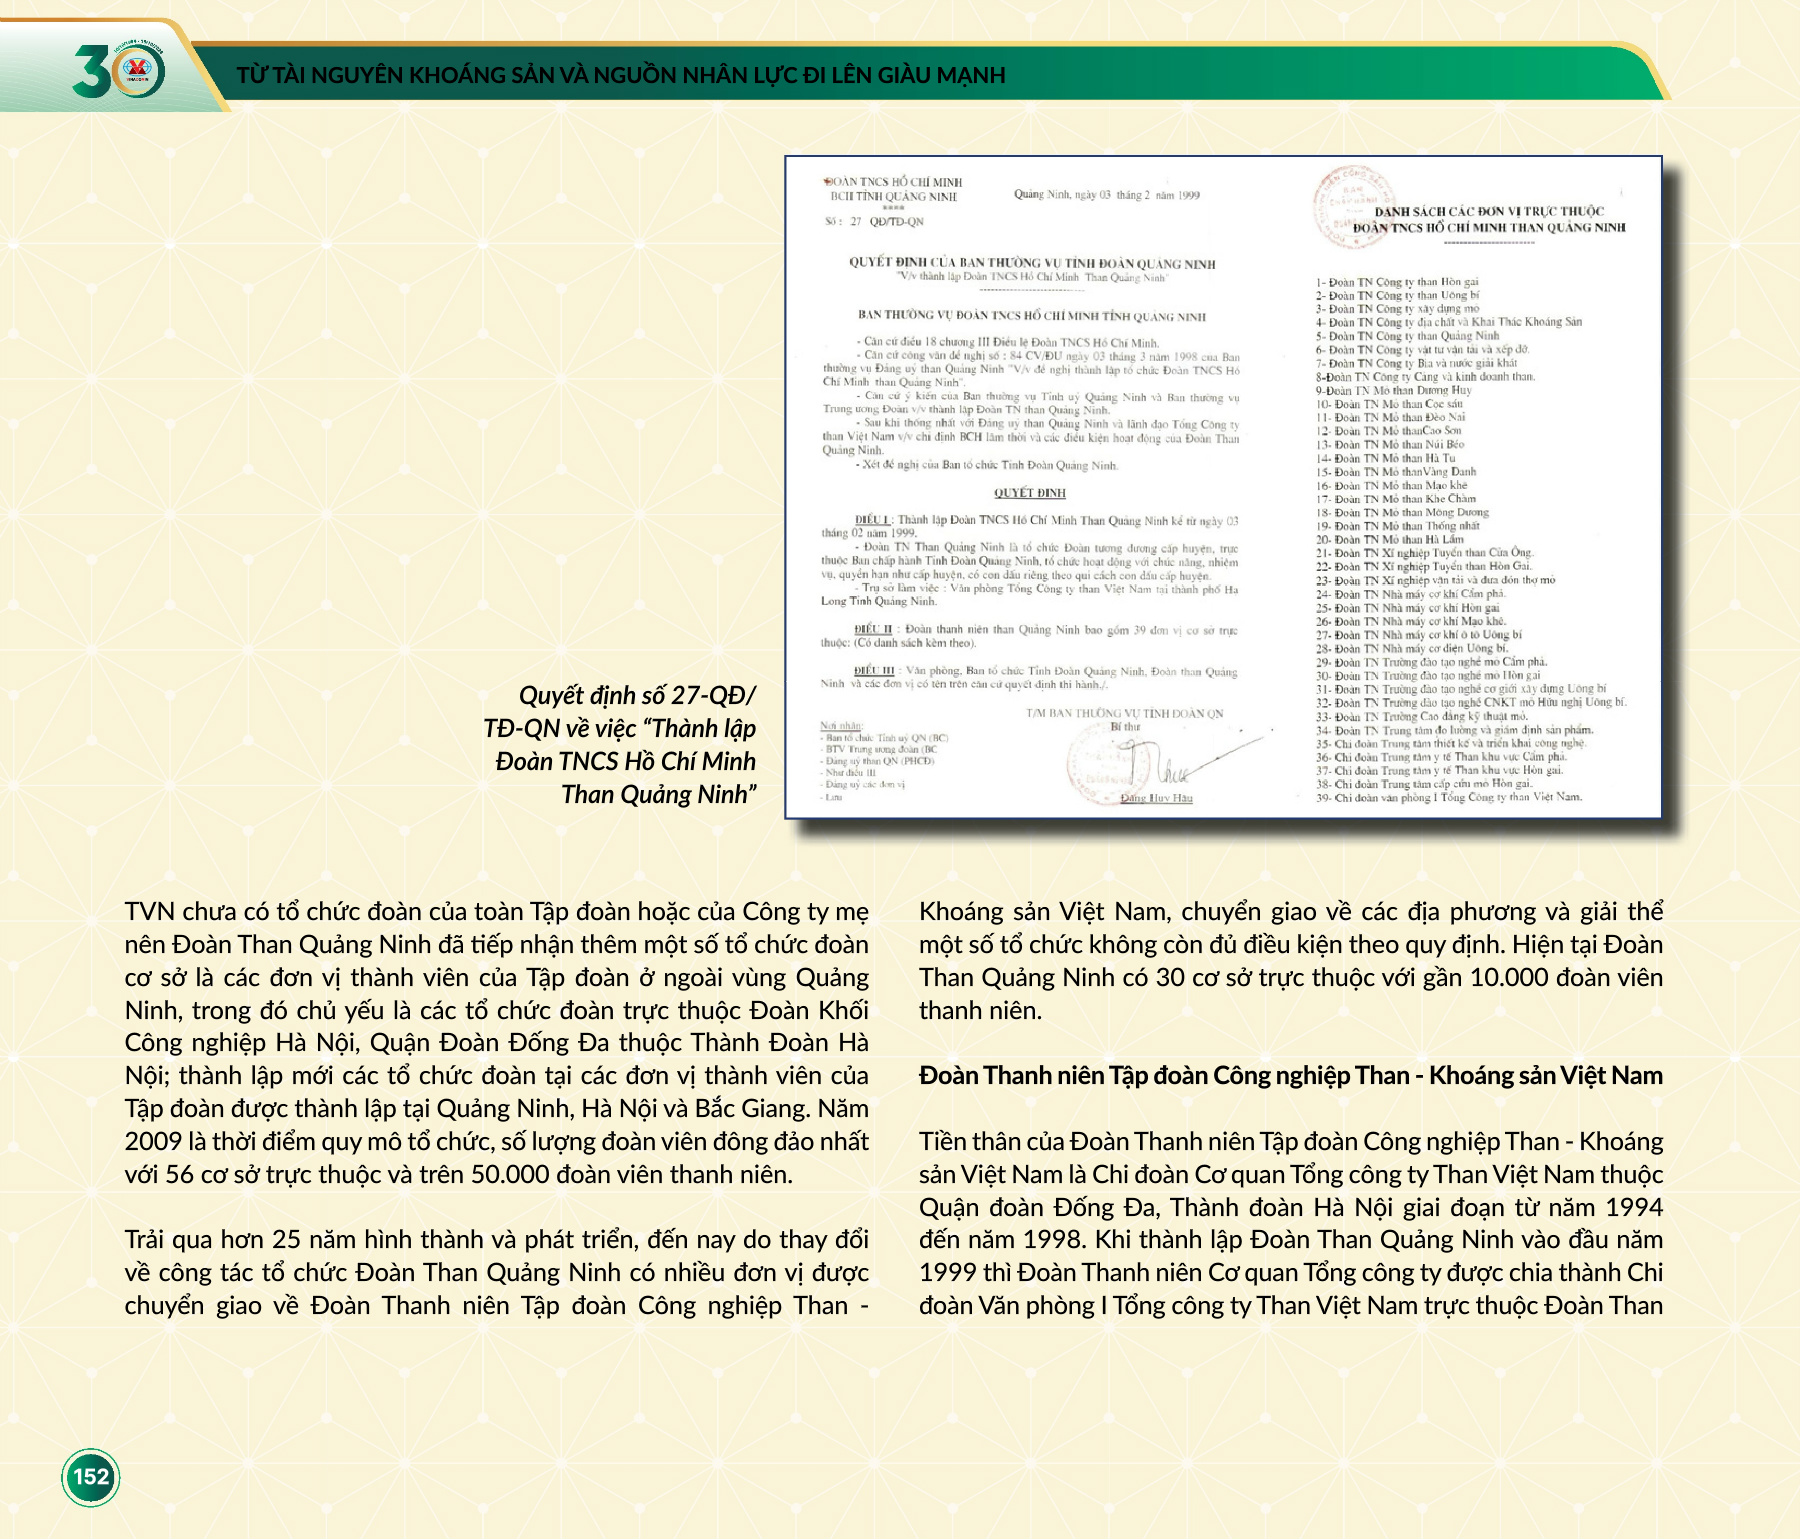 TỪ TÀI NGUYÊN KHOÁNG SẢN VÀ NGUỒN NHÂN LỰC ĐI LÊN GIÀU MẠNH
ĐOÀN TNCS HỒ CHÍ MINH
BCH TỈNH QUẢNG NINH
Số : 27 QĐ/TĐ-QN
Quảng Ninh, ngày 03 tháng 2 năm 1999
QUYẾT ĐỊNH CỦA BAN THƯỜNG VỤ TỈNH ĐOÀN QUẢNG NINH
"V/v thành lập Đoàn TNCS Hồ Chí Minh Than Quảng Ninh"
BAN THƯỜNG VỤ ĐOÀN TNCS HỒ CHÍ MINH TỈNH QUẢNG NINH
- Căn cứ điều 18 chương III Điều lệ Đoàn TNCS Hồ Chí Minh.
- Căn cứ công văn đề nghị số : 84 CV/ĐU ngày 03 tháng 3 năm 1998 của Ban
thường vụ Đảng uỷ than Quảng Ninh "V/v đề nghị thành lập tổ chức Đoàn TNCS Hồ
Chí Minh than Quảng Ninh".
- Căn cứ ý kiến của Ban thường vụ Tỉnh uỷ Quảng Ninh và Ban thường vụ
Trung ương Đoàn v/v thành lập Đoàn TN than Quảng Ninh.
- Sau khi thống nhất với Đảng uỷ than Quảng Ninh và lãnh đạo Tổng Công ty
than Việt Nam v/v chỉ định BCH lâm thời và các điều kiện hoạt động của Đoàn Than
Quảng Ninh.
- Xét đề nghị của Ban tổ chức Tỉnh Đoàn Quảng Ninh.
QUYẾT ĐỊNH
ĐIỀU I : Thành lập Đoàn TNCS Hồ Chí Minh Than Quảng Ninh kể từ ngày 03
tháng 02 năm 1999.
- Đoàn TN Than Quảng Ninh là tổ chức Đoàn tương đương cấp huyện, trực
thuộc Ban chấp hành Tỉnh Đoàn Quảng Ninh, tổ chức hoạt động với chức năng, nhiệm
vụ, quyền hạn như cấp huyện, có con dấu riêng theo qui cách con dấu cấp huyện.
- Trụ sở làm việc : Văn phòng Tổng Công ty than Việt Nam tại thành phố Hạ
Long Tỉnh Quảng Ninh.
ĐIỀU II : Đoàn thanh niên than Quảng Ninh bao gồm 39 đơn vị cơ sở trực
thuộc: (Có danh sách kèm theo).
ĐIỀU III : Văn phòng, Ban tổ chức Tỉnh Đoàn Quảng Ninh, Đoàn than Quảng
Ninh và các đơn vị có tên trên căn cứ quyết định thi hành./.
T/M BAN THƯỜNG VỤ TỈNH ĐOÀN QN
Bí thư
Nơi nhận:
- Ban tổ chức Tỉnh uỷ QN (BC)
- BTV Trung ương đoàn (BC
- Đảng uỷ than QN (PHCĐ)
- Như điều III
- Đảng uỷ các đơn vị
- Lưu
Đặng Huy Hậu
DANH SÁCH CÁC ĐƠN VỊ TRỰC THUỘC
ĐOÀN TNCS HỒ CHÍ MINH THAN QUẢNG NINH
1- Đoàn TN Công ty than Hòn gai
2- Đoàn TN Công ty than Uông bí
3- Đoàn TN Công ty xây dựng mỏ
4- Đoàn TN Công ty địa chất và Khai Thác Khoáng Sản
5- Đoàn TN Công ty than Quảng Ninh
6- Đoàn TN Công ty vật tư vận tải và xếp dỡ.
7- Đoàn TN Công ty Bia và nước giải khát
8-Đoàn TN Công ty Cảng và kinh doanh than.
9-Đoàn TN Mỏ than Dương Huy
10- Đoàn TN Mỏ than Cọc sáu
11- Đoàn TN Mỏ than Đèo Nai
12- Đoàn TN Mỏ thanCao Sơn
13- Đoàn TN Mỏ than Núi Béo
14- Đoàn TN Mỏ than Hà Tu
15- Đoàn TN Mỏ thanVàng Danh
16- Đoàn TN Mỏ than Mạo khê
17- Đoàn TN Mỏ than Khe Chàm
18- Đoàn TN Mỏ than Mông Dương
19- Đoàn TN Mỏ than Thống nhất
20- Đoàn TN Mỏ than Hà Lầm
21- Đoàn TN Xí nghiệp Tuyển than Cửa Ông.
22- Đoàn TN Xí nghiệp Tuyển than Hòn Gai.
23- Đoàn TN Xí nghiệp vận tải và đưa đón thợ mỏ
24- Đoàn TN Nhà máy cơ khí Cẩm phả.
25- Đoàn TN Nhà máy cơ khí Hòn gai
26- Đoàn TN Nhà máy cơ khí Mạo khê.
27- Đoàn TN Nhà máy cơ khí ô tô Uông bí
28- Đoàn TN Nhà máy cơ điện Uông bí.
29- Đoàn TN Trường đào tạo nghề mỏ Cẩm phả.
30- Đoàn TN Trường đào tạo nghề mỏ Hòn gai
31- Đoàn TN Trường đào tạo nghề cơ giới xây dựng Uông bí
32- Đoàn TN Trường đào tạo nghề CNKT mỏ Hữu nghị Uông bí.
33- Đoàn TN Trường Cao đẳng kỹ thuật mỏ.
34- Đoàn TN Trung tâm đo lường và giám định sản phẩm.
35- Chi đoàn Trung tâm thiết kế và triển khai công nghệ.
36- Chi đoàn Trung tâm y tế Than khu vực Cẩm phả.
37- Chi đoàn Trung tâm y tế Than khu vực Hòn gai.
38- Chi đoàn Trung tâm cấp cứu mỏ Hòn gai.
39- Chi đoàn văn phòng I Tổng Công ty than Việt Nam.
Quyết định số 27-QĐ/
TĐ-QN về việc “Thành lập
Đoàn TNCS Hồ Chí Minh
Than Quảng Ninh”
TVN chưa có tổ chức đoàn của toàn Tập đoàn hoặc của Công ty mẹ
nên Đoàn Than Quảng Ninh đã tiếp nhận thêm một số tổ chức đoàn
cơ sở là các đơn vị thành viên của Tập đoàn ở ngoài vùng Quảng
Ninh, trong đó chủ yếu là các tổ chức đoàn trực thuộc Đoàn Khối
Công nghiệp Hà Nội, Quận Đoàn Đống Đa thuộc Thành Đoàn Hà
Nội; thành lập mới các tổ chức đoàn tại các đơn vị thành viên của
Tập đoàn được thành lập tại Quảng Ninh, Hà Nội và Bắc Giang. Năm
2009 là thời điểm quy mô tổ chức, số lượng đoàn viên đông đảo nhất
với 56 cơ sở trực thuộc và trên 50.000 đoàn viên thanh niên.
Trải qua hơn 25 năm hình thành và phát triển, đến nay do thay đổi
về công tác tổ chức Đoàn Than Quảng Ninh có nhiều đơn vị được
chuyển giao về Đoàn Thanh niên Tập đoàn Công nghiệp Than -
Khoáng sản Việt Nam, chuyển giao về các địa phương và giải thể
một số tổ chức không còn đủ điều kiện theo quy định. Hiện tại Đoàn
Than Quảng Ninh có 30 cơ sở trực thuộc với gần 10.000 đoàn viên
thanh niên.
Đoàn Thanh niên Tập đoàn Công nghiệp Than - Khoáng sản Việt Nam
Tiền thân của Đoàn Thanh niên Tập đoàn Công nghiệp Than - Khoáng
sản Việt Nam là Chi đoàn Cơ quan Tổng công ty Than Việt Nam thuộc
Quận đoàn Đống Đa, Thành đoàn Hà Nội giai đoạn từ năm 1994
đến năm 1998. Khi thành lập Đoàn Than Quảng Ninh vào đầu năm
1999 thì Đoàn Thanh niên Cơ quan Tổng công ty được chia thành Chi
đoàn Văn phòng I Tổng công ty Than Việt Nam trực thuộc Đoàn Than
152